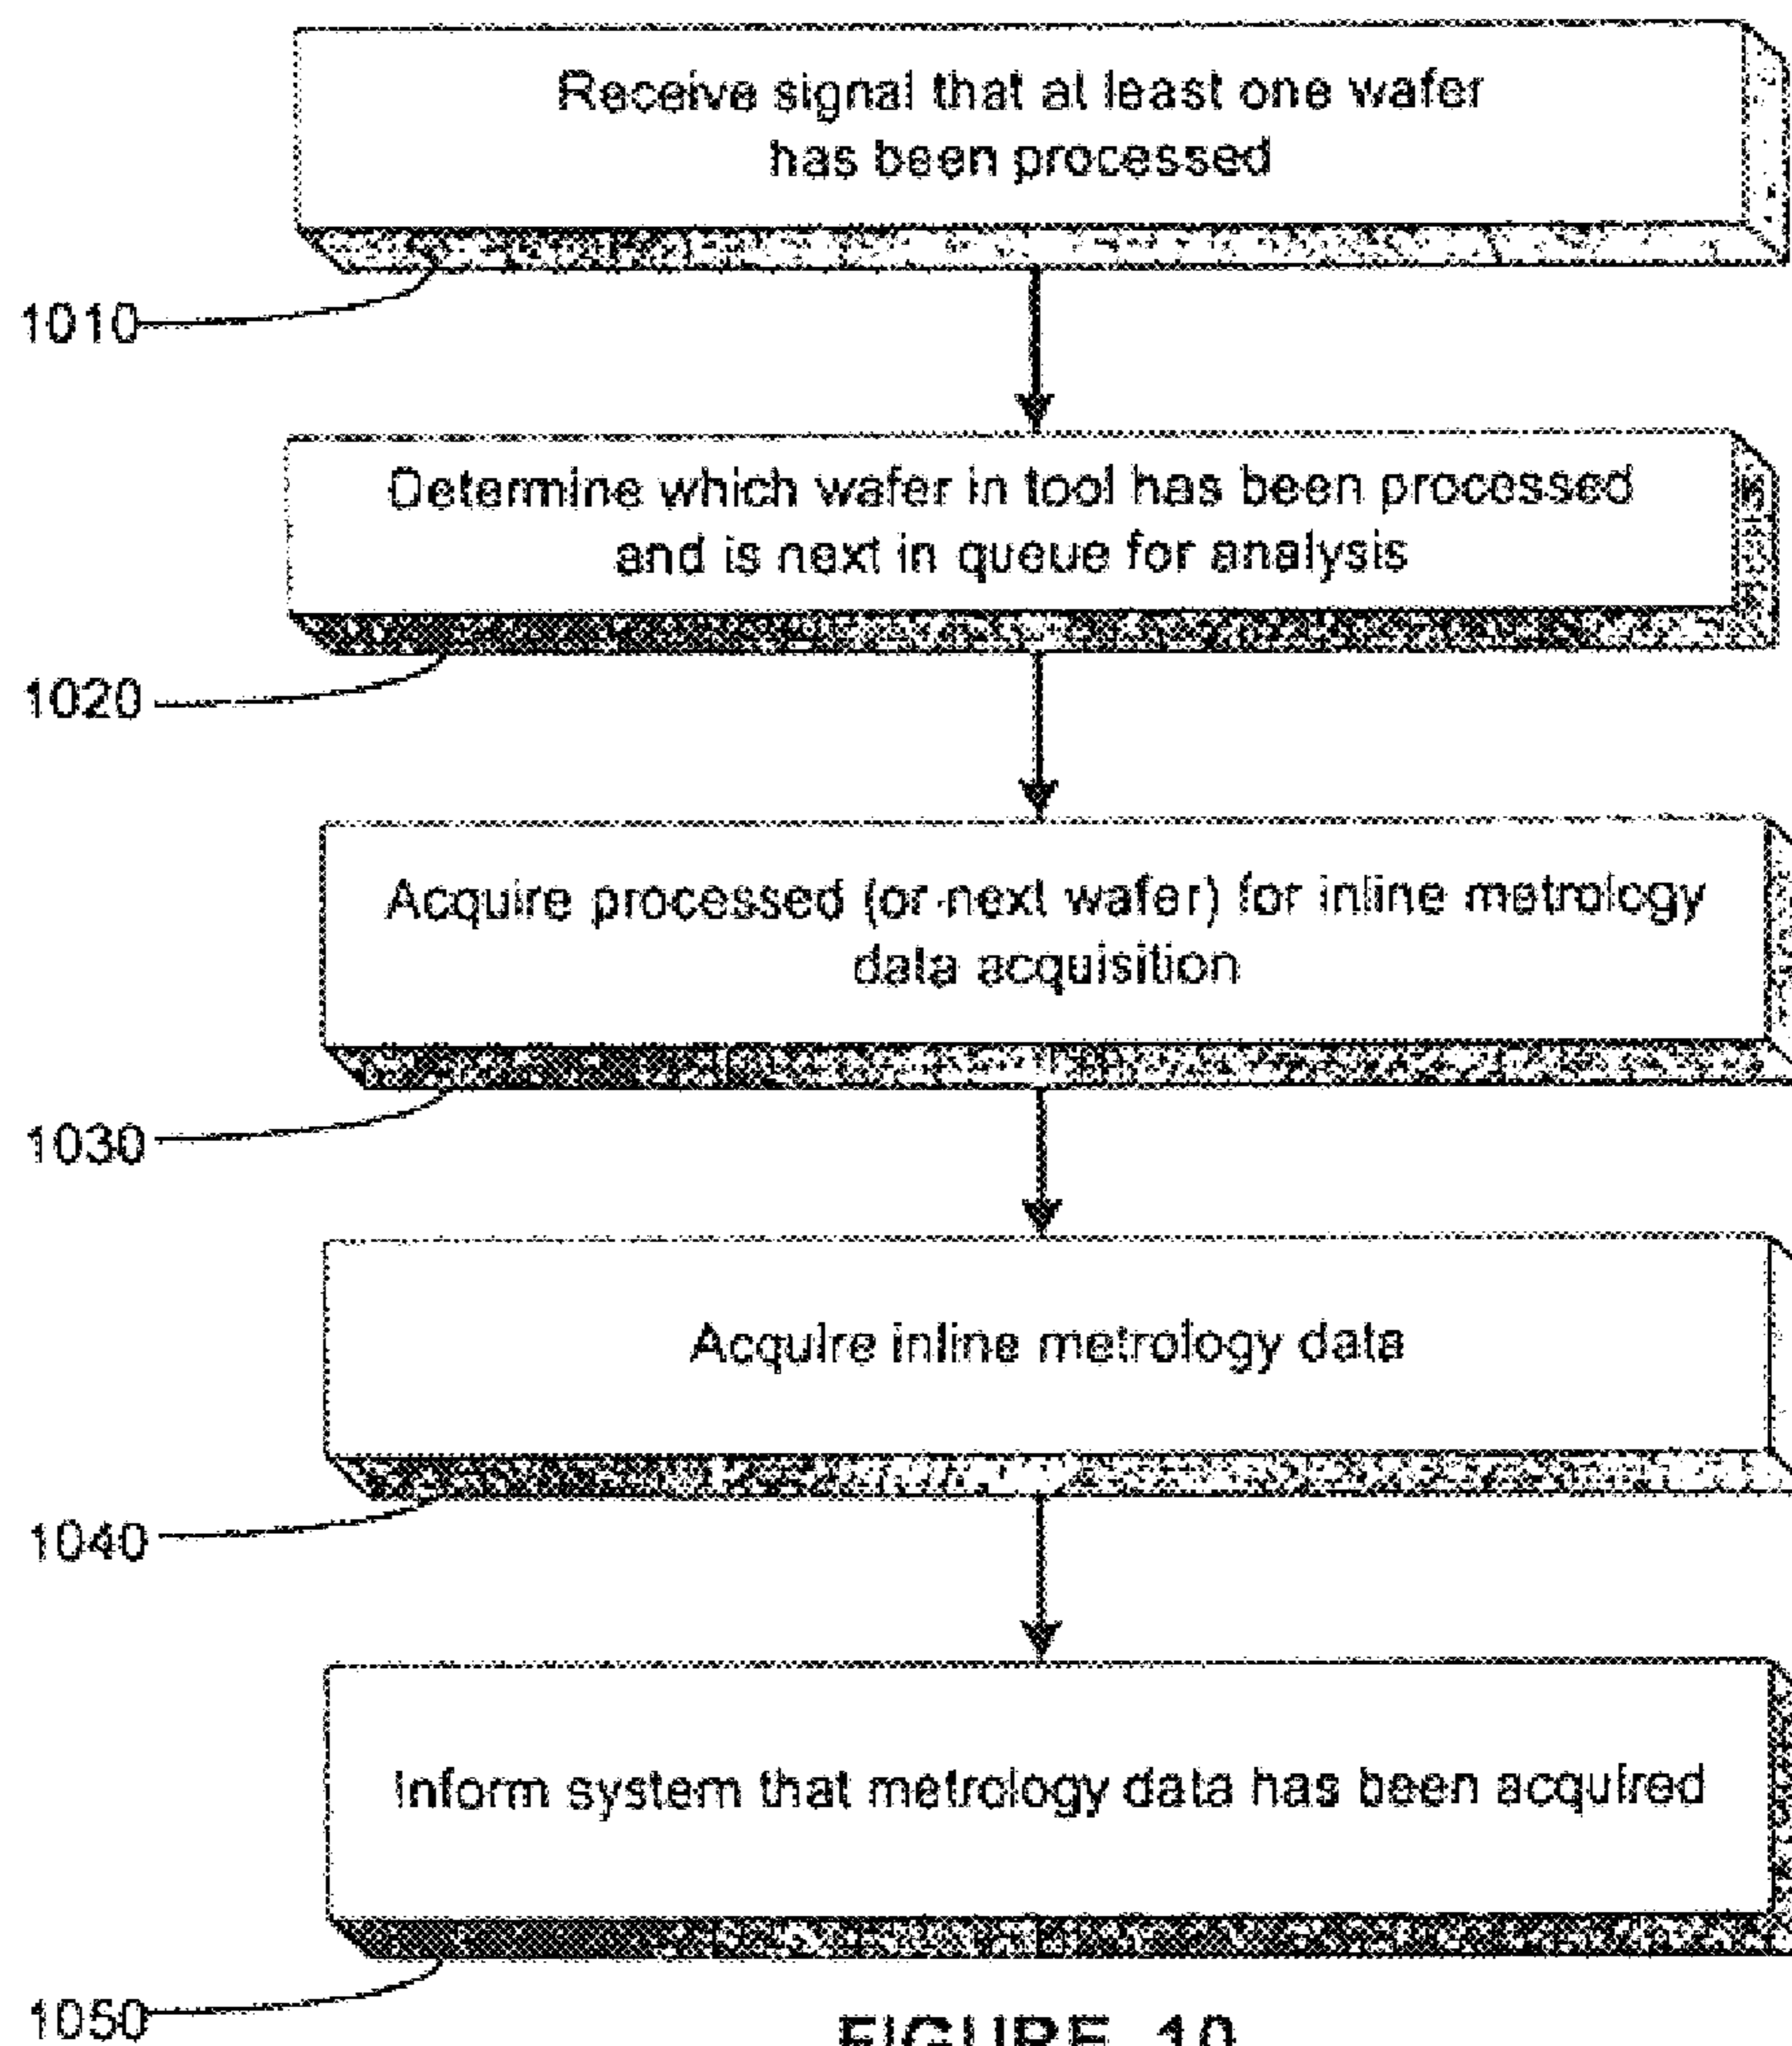 Receive signal that at least one wafer
has been processed
1010
Determine which wafer in tool has been processed
and is next in queue for analysis
1020
Acquire processed (or next wafer) for inline metrology
data acquisition
1030
Acquire inline metrology data
1040
Inform system that metrology data has been acquired
1050
FIGURE 10